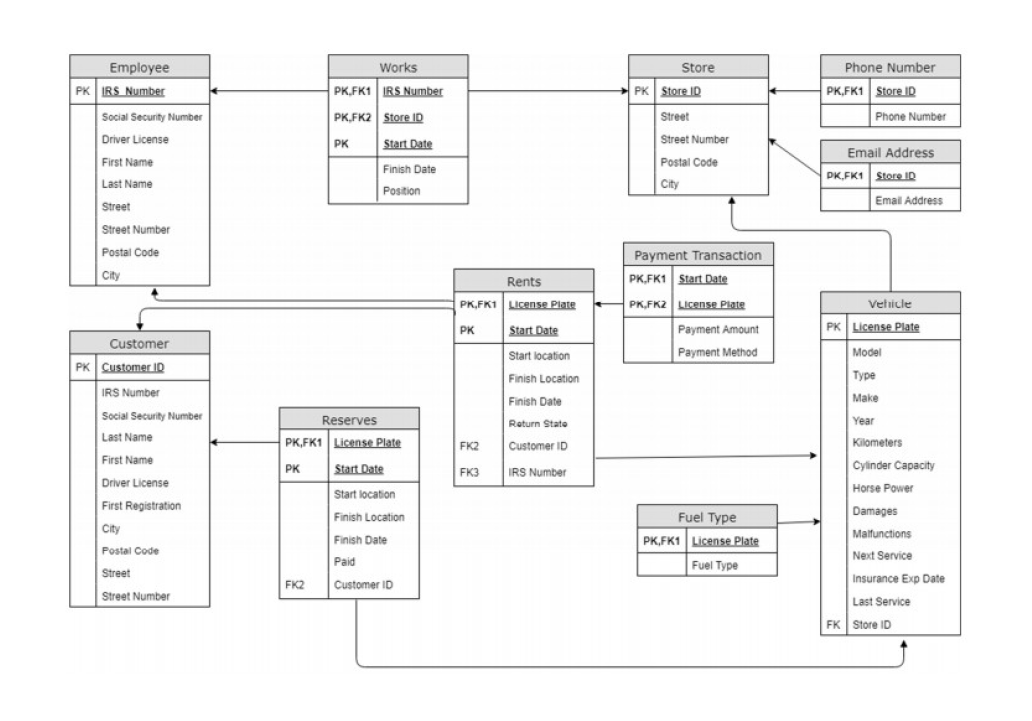 Employee
PK IRS Number
Social Security Number
Driver License
First Name
Last Name
Street
Street Number
Postal Code
City
Works
PK,FK1 IRS Number
PK,FK2 Store ID
PK Start Date
Finish Date
Position
Store
PK Store ID
Street
Street Number
Postal Code
City
Phone Number
PK,FK1 Store ID
Phone Number
Email Address
PK,FK1 Store ID
Email Address
Payment Transaction
PK,FK1 Start Date
PK,FK2 License Plate
Payment Amount
Payment Method
Rents
PK,FK1 License Plate
PK Start Date
Start location
Finish Location
Finish Date
Return State
FK2 Customer ID
FK3 IRS Number
Vehicle
PK License Plate
Model
Type
Make
Year
Kilometers
Cylinder Capacity
Horse Power
Damages
Malfunctions
Next Service
Insurance Exp Date
Last Service
FK Store ID
Customer
PK Customer ID
IRS Number
Social Security Number
Last Name
First Name
Driver License
First Registration
City
Postal Code
Street
Street Number
Reserves
PK,FK1 License Plate
PK Start Date
Start location
Finish Location
Finish Date
Paid
FK2 Customer ID
Fuel Type
PK,FK1 License Plate
Fuel Type